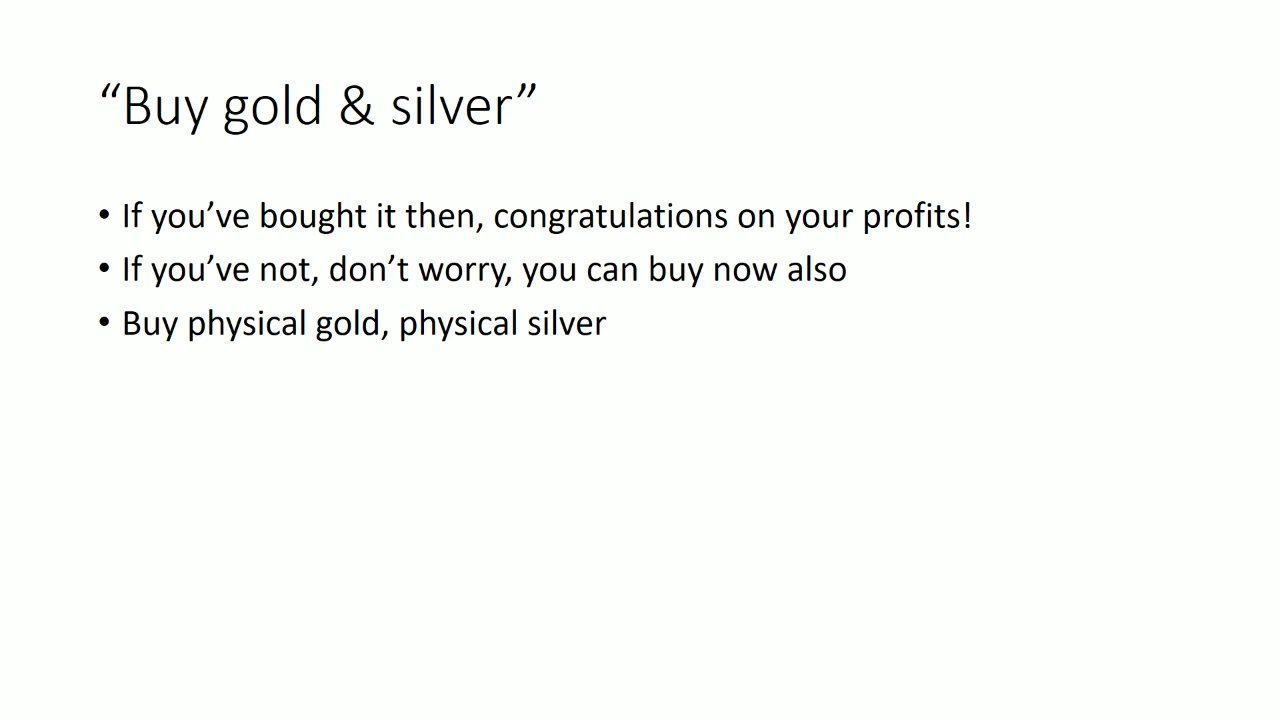 “Buy gold & silver”
• If you’ve bought it then, congratulations on your profits!
• If you’ve not, don’t worry, you can buy now also
• Buy physical gold, physical silver